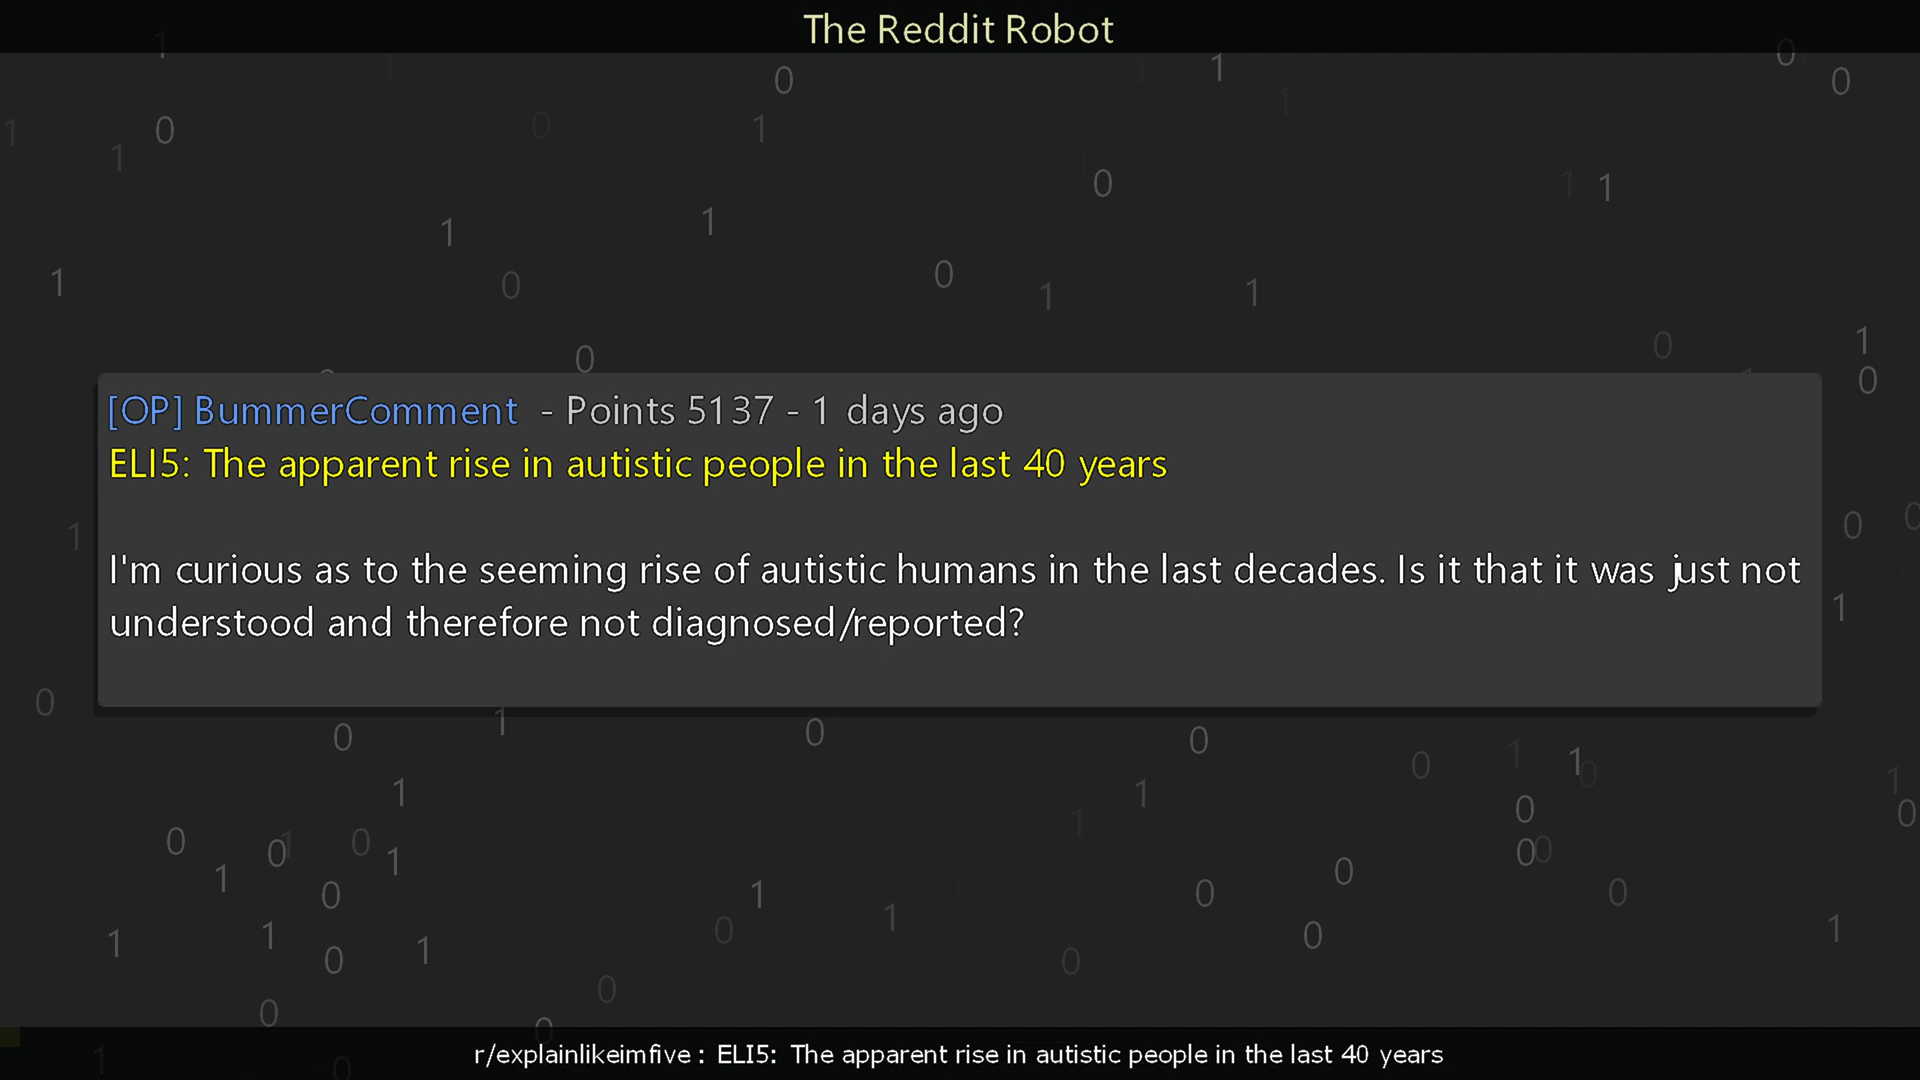 The Reddit Robot
[OP] BummerComment - Points 5137 - 1 days ago
ELI5: The apparent rise in autistic people in the last 40 years
I'm curious as to the seeming rise of autistic humans in the last decades. Is it that it was just not
understood and therefore not diagnosed/reported?
r/explainlikeimfive : ELI5: The apparent rise in autistic people in the last 40 years